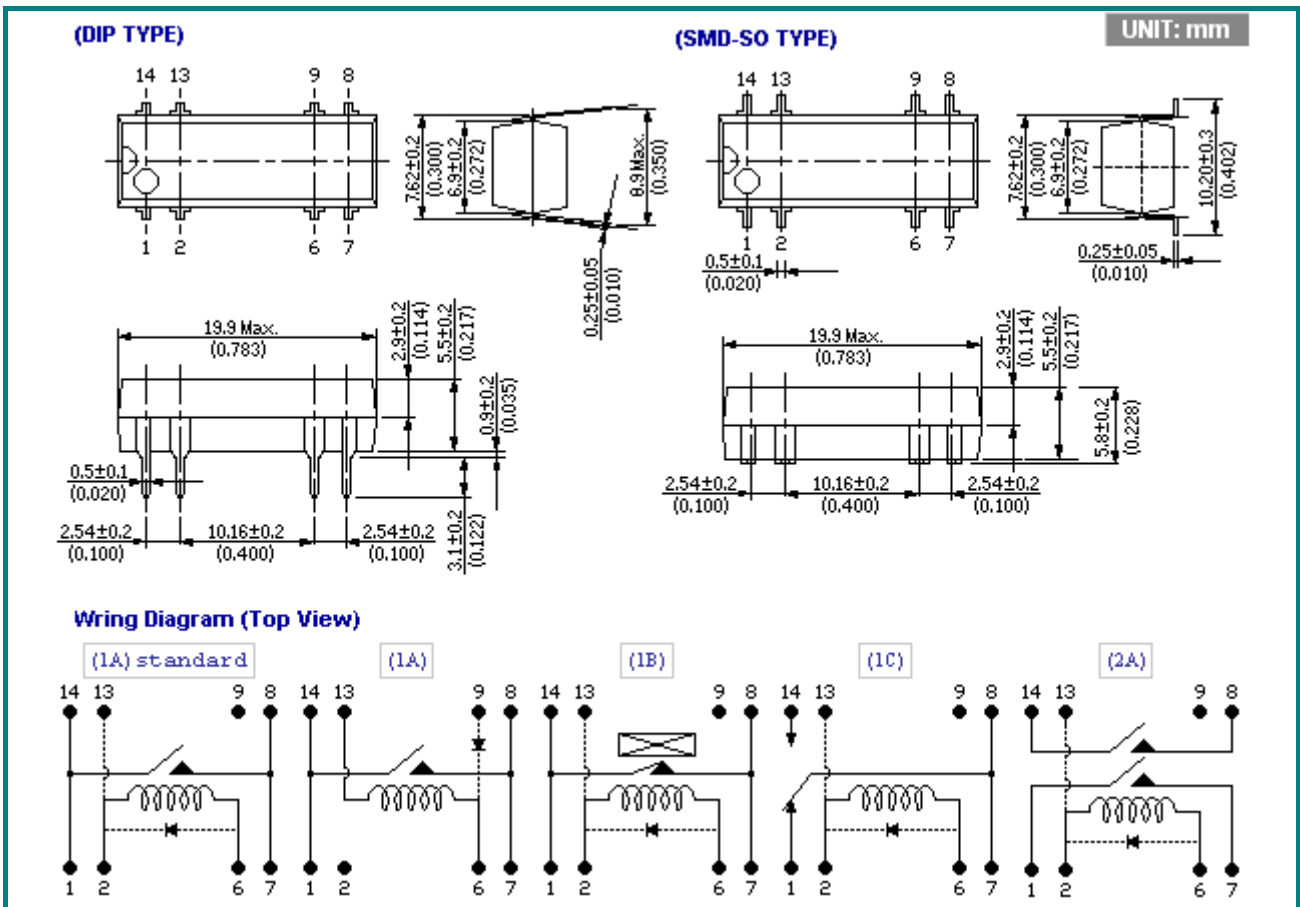 (DIP TYPE)
(SMD-SO TYPE)
UNIT: mm
14 13 9 8
1 2 6 7
7.62±0.2
(0.300)
6.9±0.2
(0.272)
8.9 Max.
(0.350)
0.25±0.05
(0.010)
14 13 9 8
1 2 6 7
0.5±0.1
(0.020)
7.62±0.2
(0.300)
6.9±0.2
(0.272)
10.20±0.3
(0.402)
0.25±0.05
(0.010)
19.9 Max.
(0.783)
2.9±0.2
(0.114)
5.5±0.2
(0.217)
0.9±0.2
(0.035)
0.5±0.1
(0.020)
2.54±0.2
(0.100)
10.16±0.2
(0.400)
2.54±0.2
(0.100)
3.1±0.2
(0.122)
19.9 Max.
(0.783)
2.9±0.2
(0.114)
5.5±0.2
(0.217)
5.8±0.2
(0.228)
2.54±0.2
(0.100)
10.16±0.2
(0.400)
2.54±0.2
(0.100)
Wring Diagram (Top View)
(1A) standard
(1A)
(1B)
(1C)
(2A)
14 13 9 8
14 13 9 8
14 13 9 8
14 13 9 8
14 13 9 8
1 2 6 7
1 2 6 7
1 2 6 7
1 2 6 7
1 2 6 7